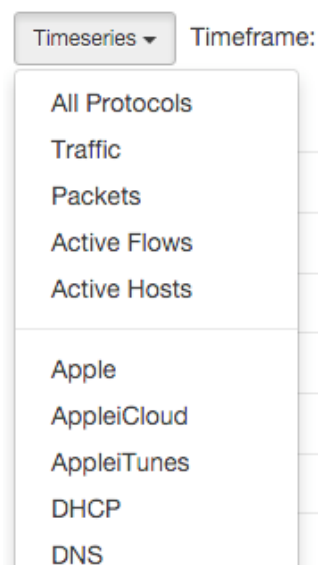 Timeseries Timeframe:
All Protocols
Traffic
Packets
Active Flows
Active Hosts
Apple
AppleiCloud
AppleiTunes
DHCP
DNS